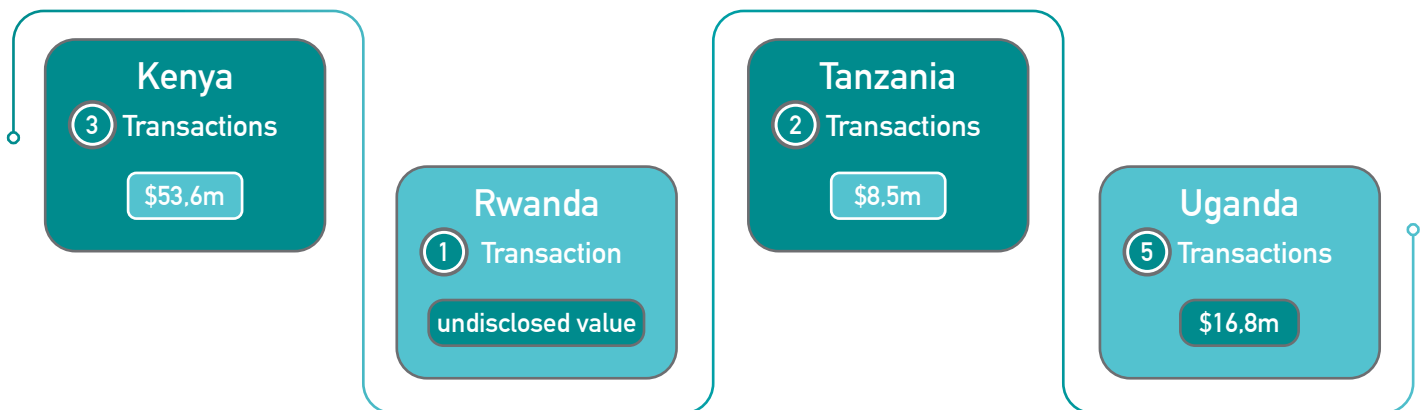 Kenya
3 Transactions
$53,6m
Rwanda
1 Transaction
undisclosed value
Tanzania
2 Transactions
$8,5m
Uganda
5 Transactions
$16,8m